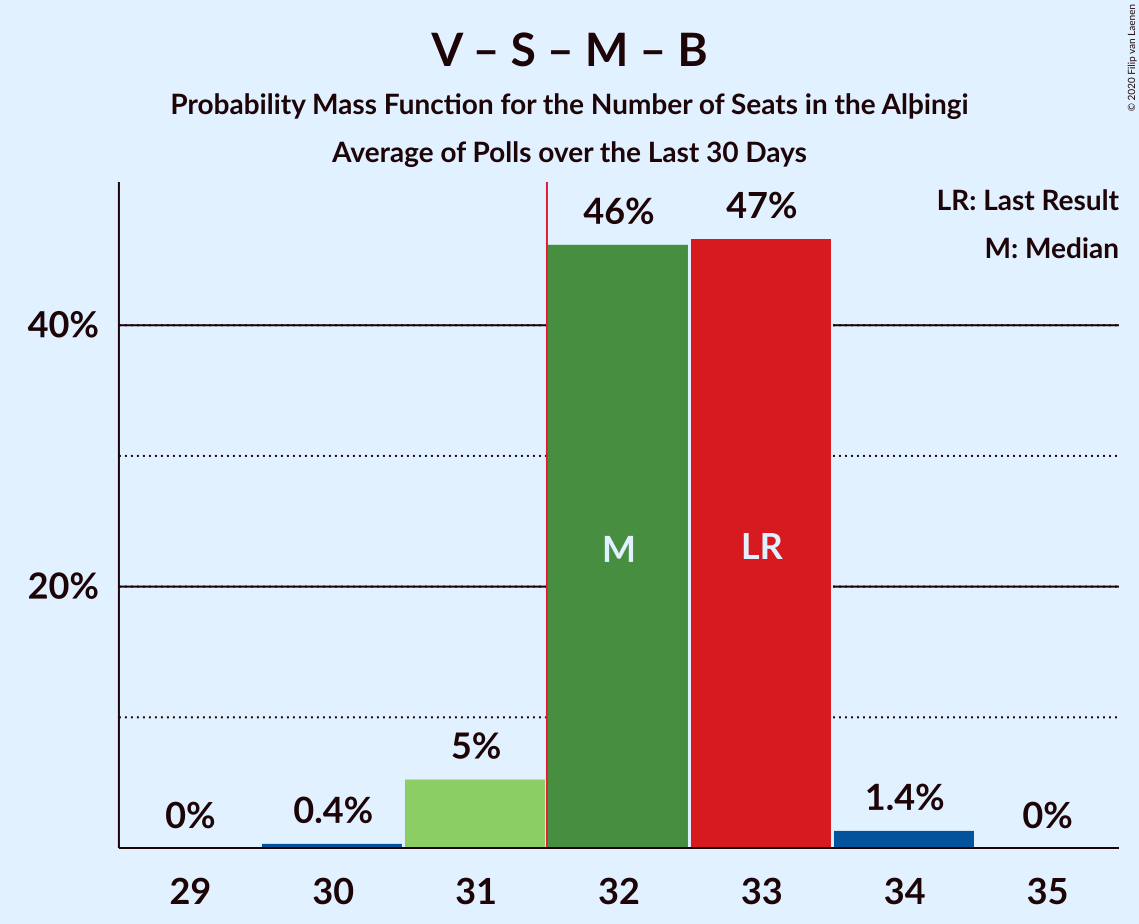 V – S – M – B
Probability Mass Function for the Number of Seats in the Alþingi
Average of Polls over the Last 30 Days
© 2020 Filip van Laenen
LR: Last Result
M: Median
46%
47%
40%
M
LR
20%
5%
0%
0.4%
1.4%
0%
29
30
31
32
33
34
35